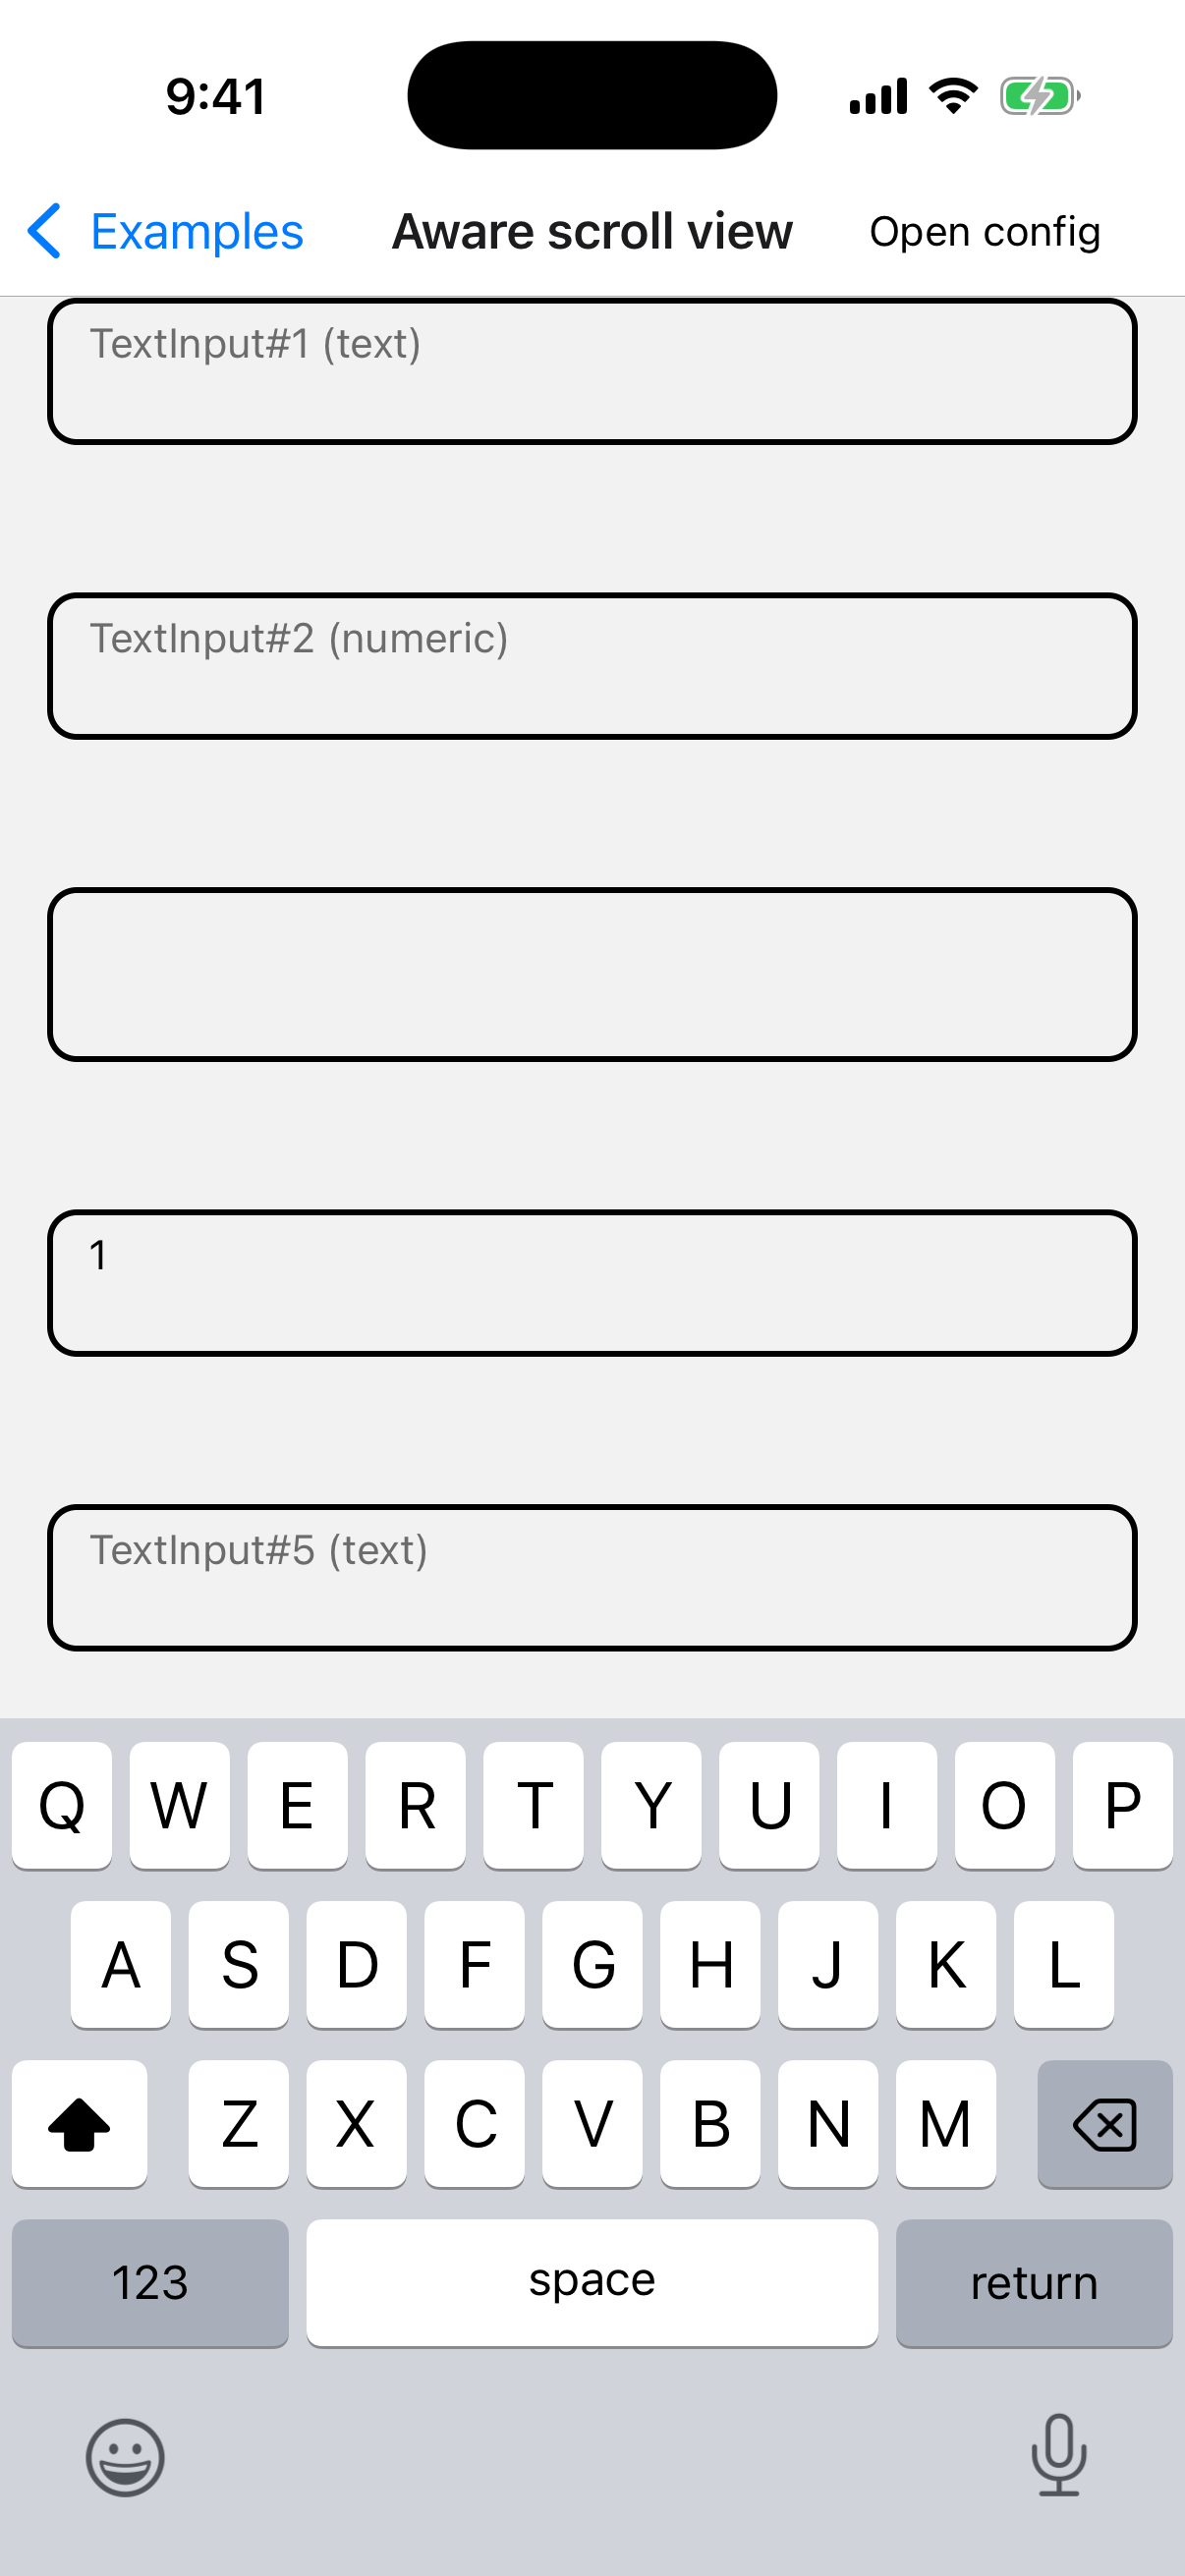 9:41
Examples Aware scroll view Open config
TextInput#1 (text)
TextInput#2 (numeric)
1
TextInput#5 (text)
Q W E R T Y U I O P
A S D F G H J K L
Z X C V B N M
123 space return